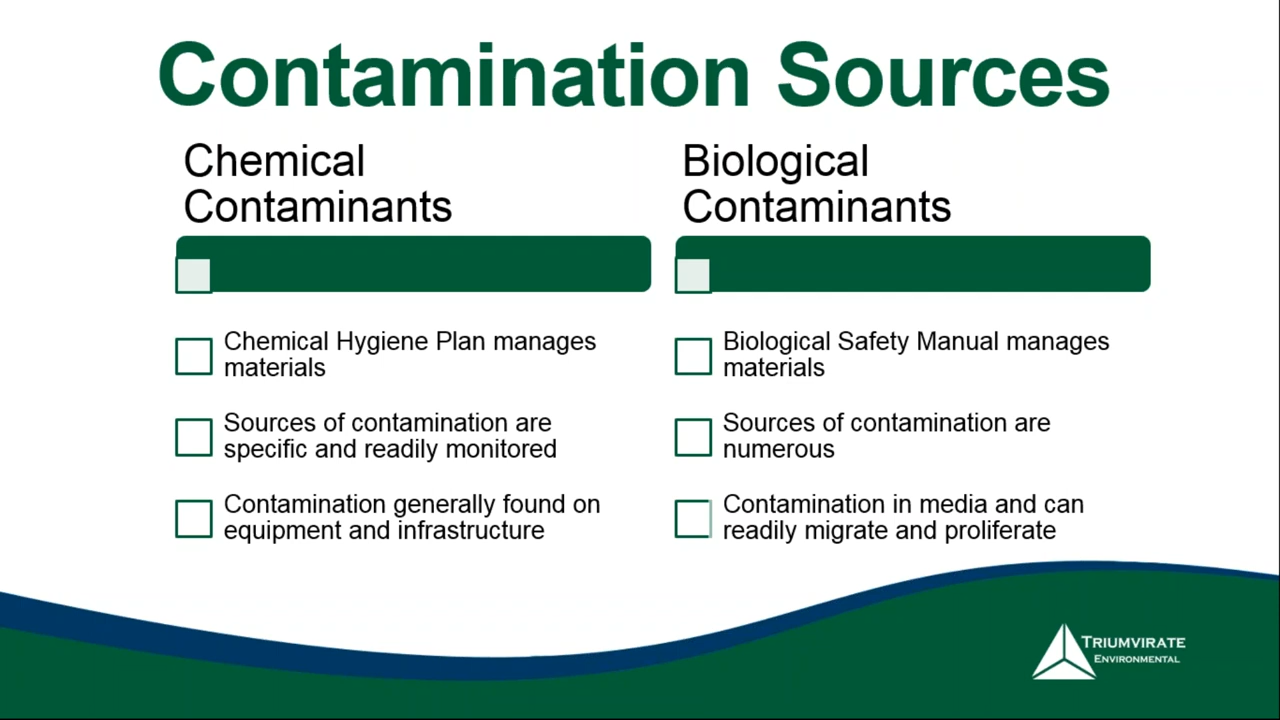 Contamination Sources
Chemical
Contaminants
Chemical Hygiene Plan manages
materials
Sources of contamination are
specific and readily monitored
Contamination generally found on
equipment and infrastructure
Biological
Contaminants
Biological Safety Manual manages
materials
Sources of contamination are
numerous
Contamination in media and can
readily migrate and proliferate
TRIUMVIRATE
ENVIRONMENTAL